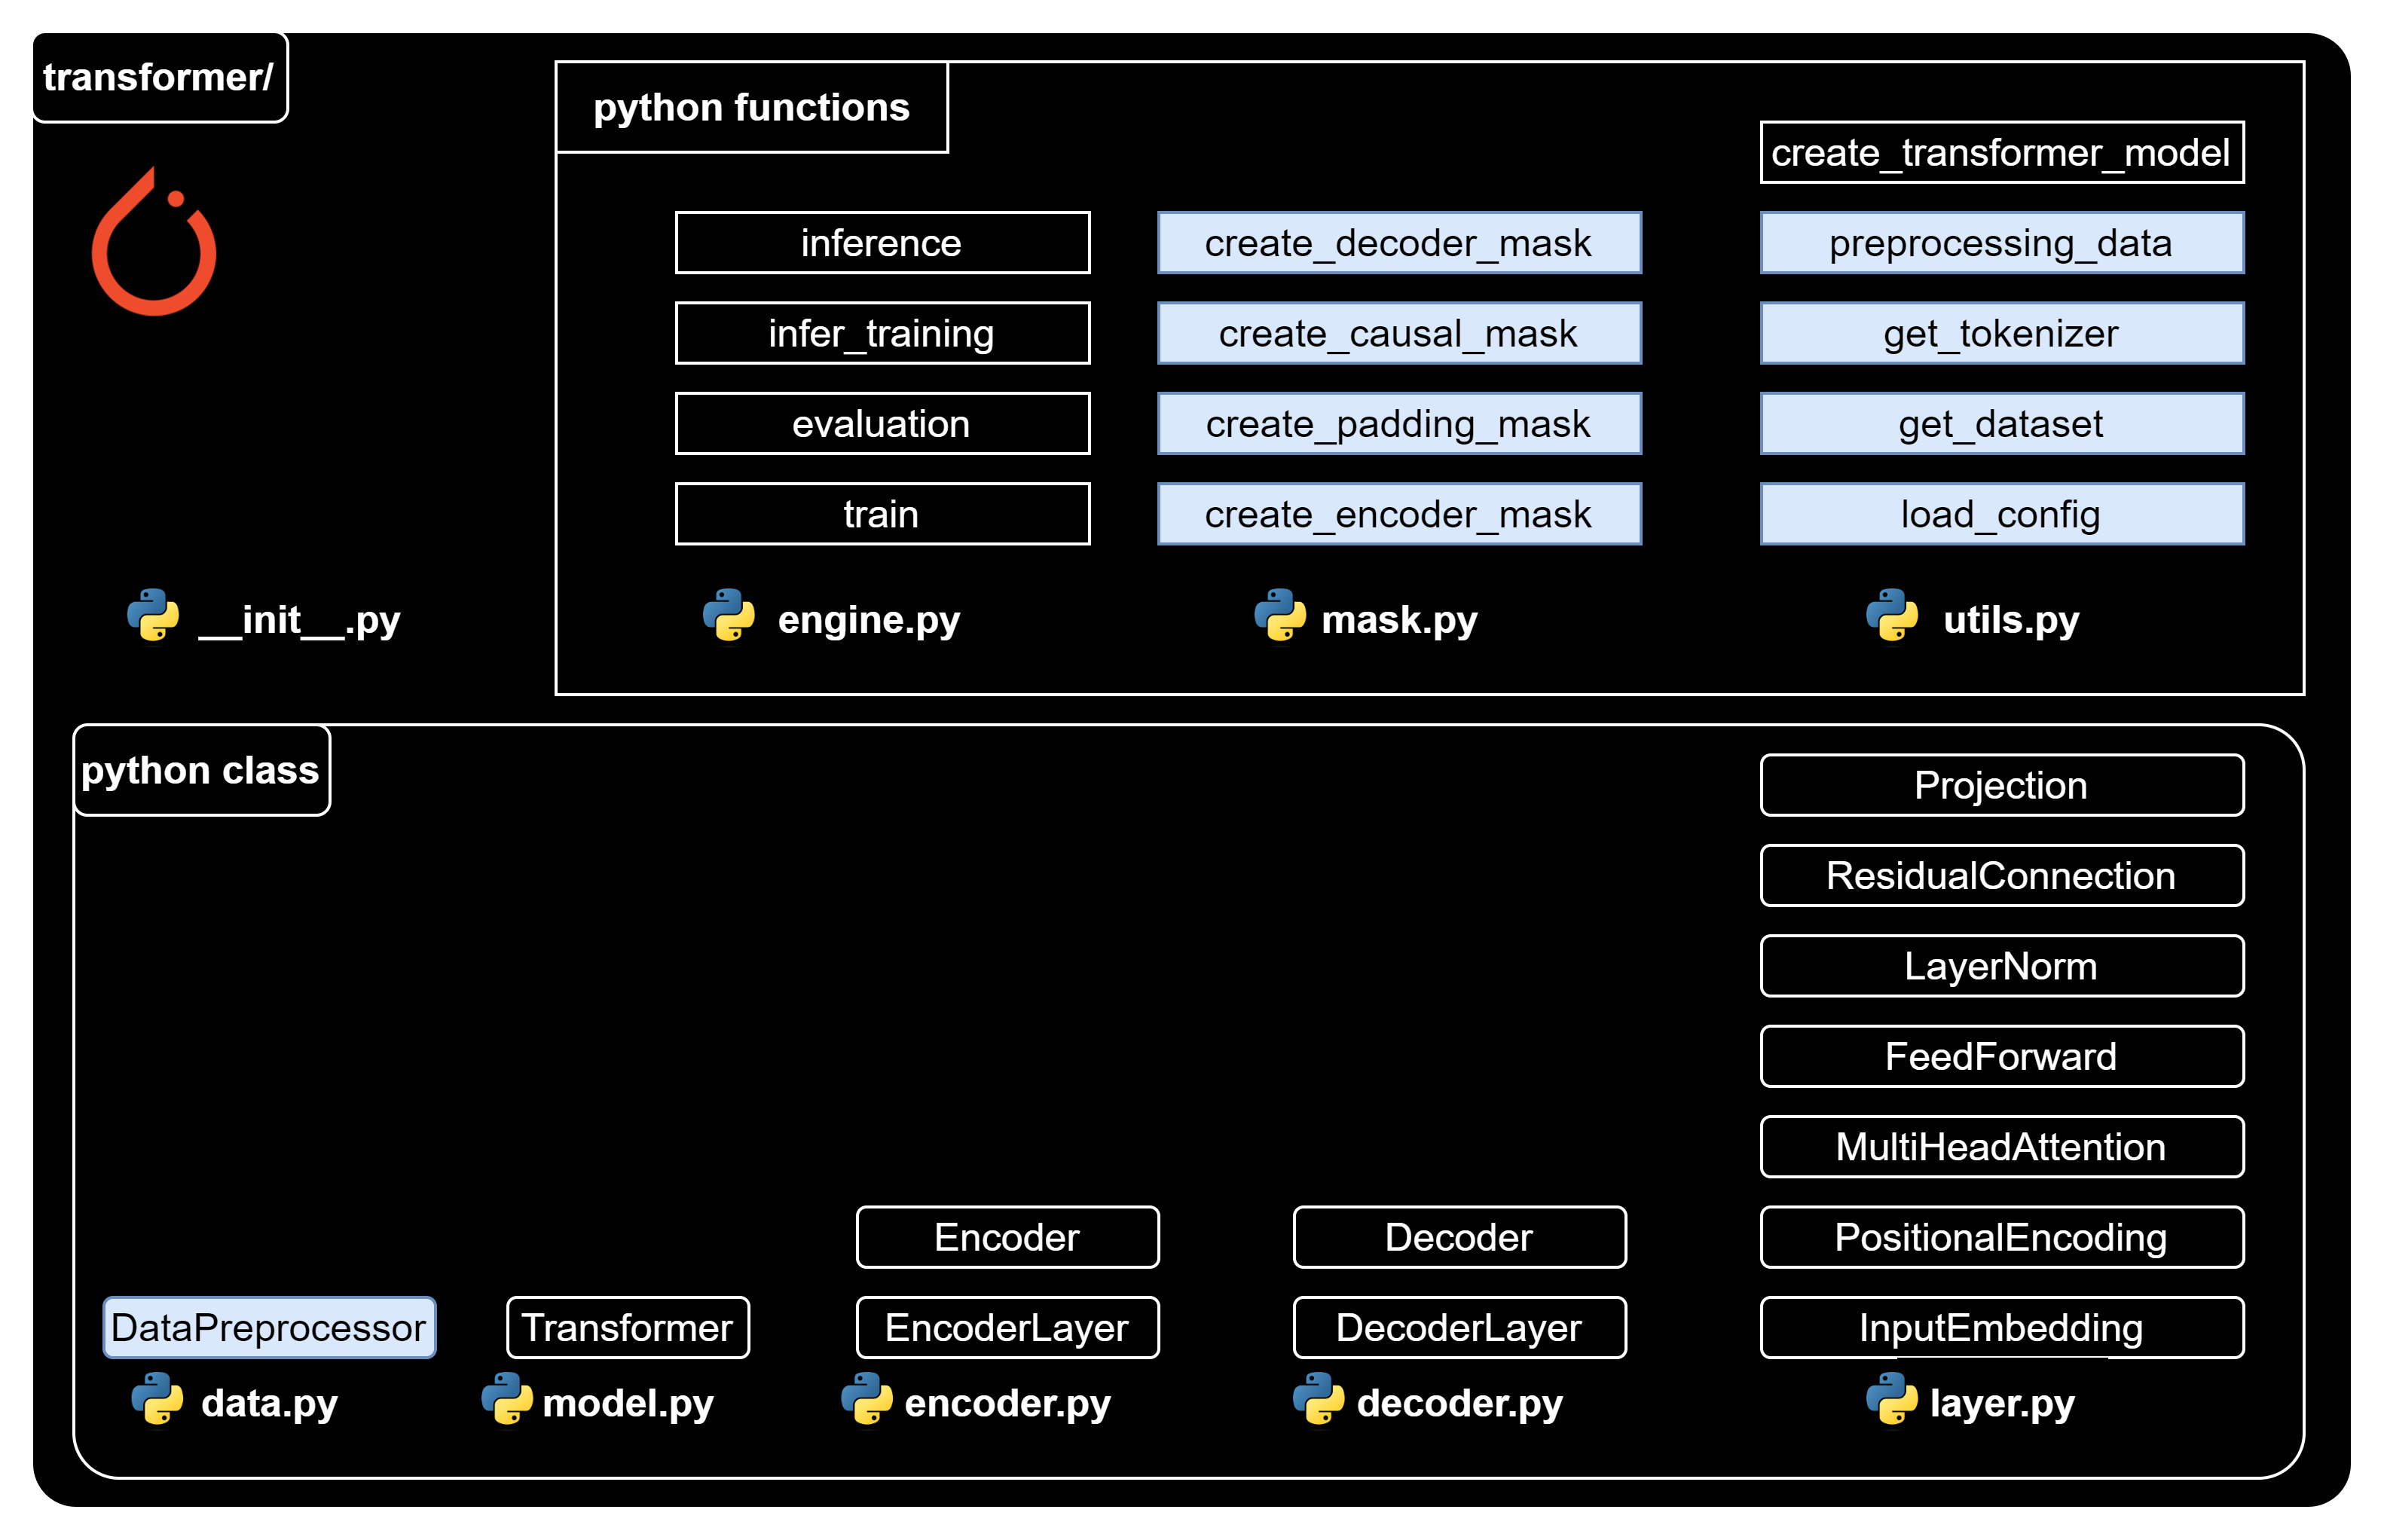 transformer/
python functions
create_transformer_model
inference
create_decoder_mask
preprocessing_data
infer_training
create_causal_mask
get_tokenizer
evaluation
create_padding_mask
get_dataset
train
create_encoder_mask
load_config
__init__.py
engine.py
mask.py
utils.py
python class
Projection
ResidualConnection
LayerNorm
FeedForward
MultiHeadAttention
Encoder
Decoder
PositionalEncoding
DataPreprocessor
Transformer
EncoderLayer
DecoderLayer
InputEmbedding
data.py
model.py
encoder.py
decoder.py
layer.py